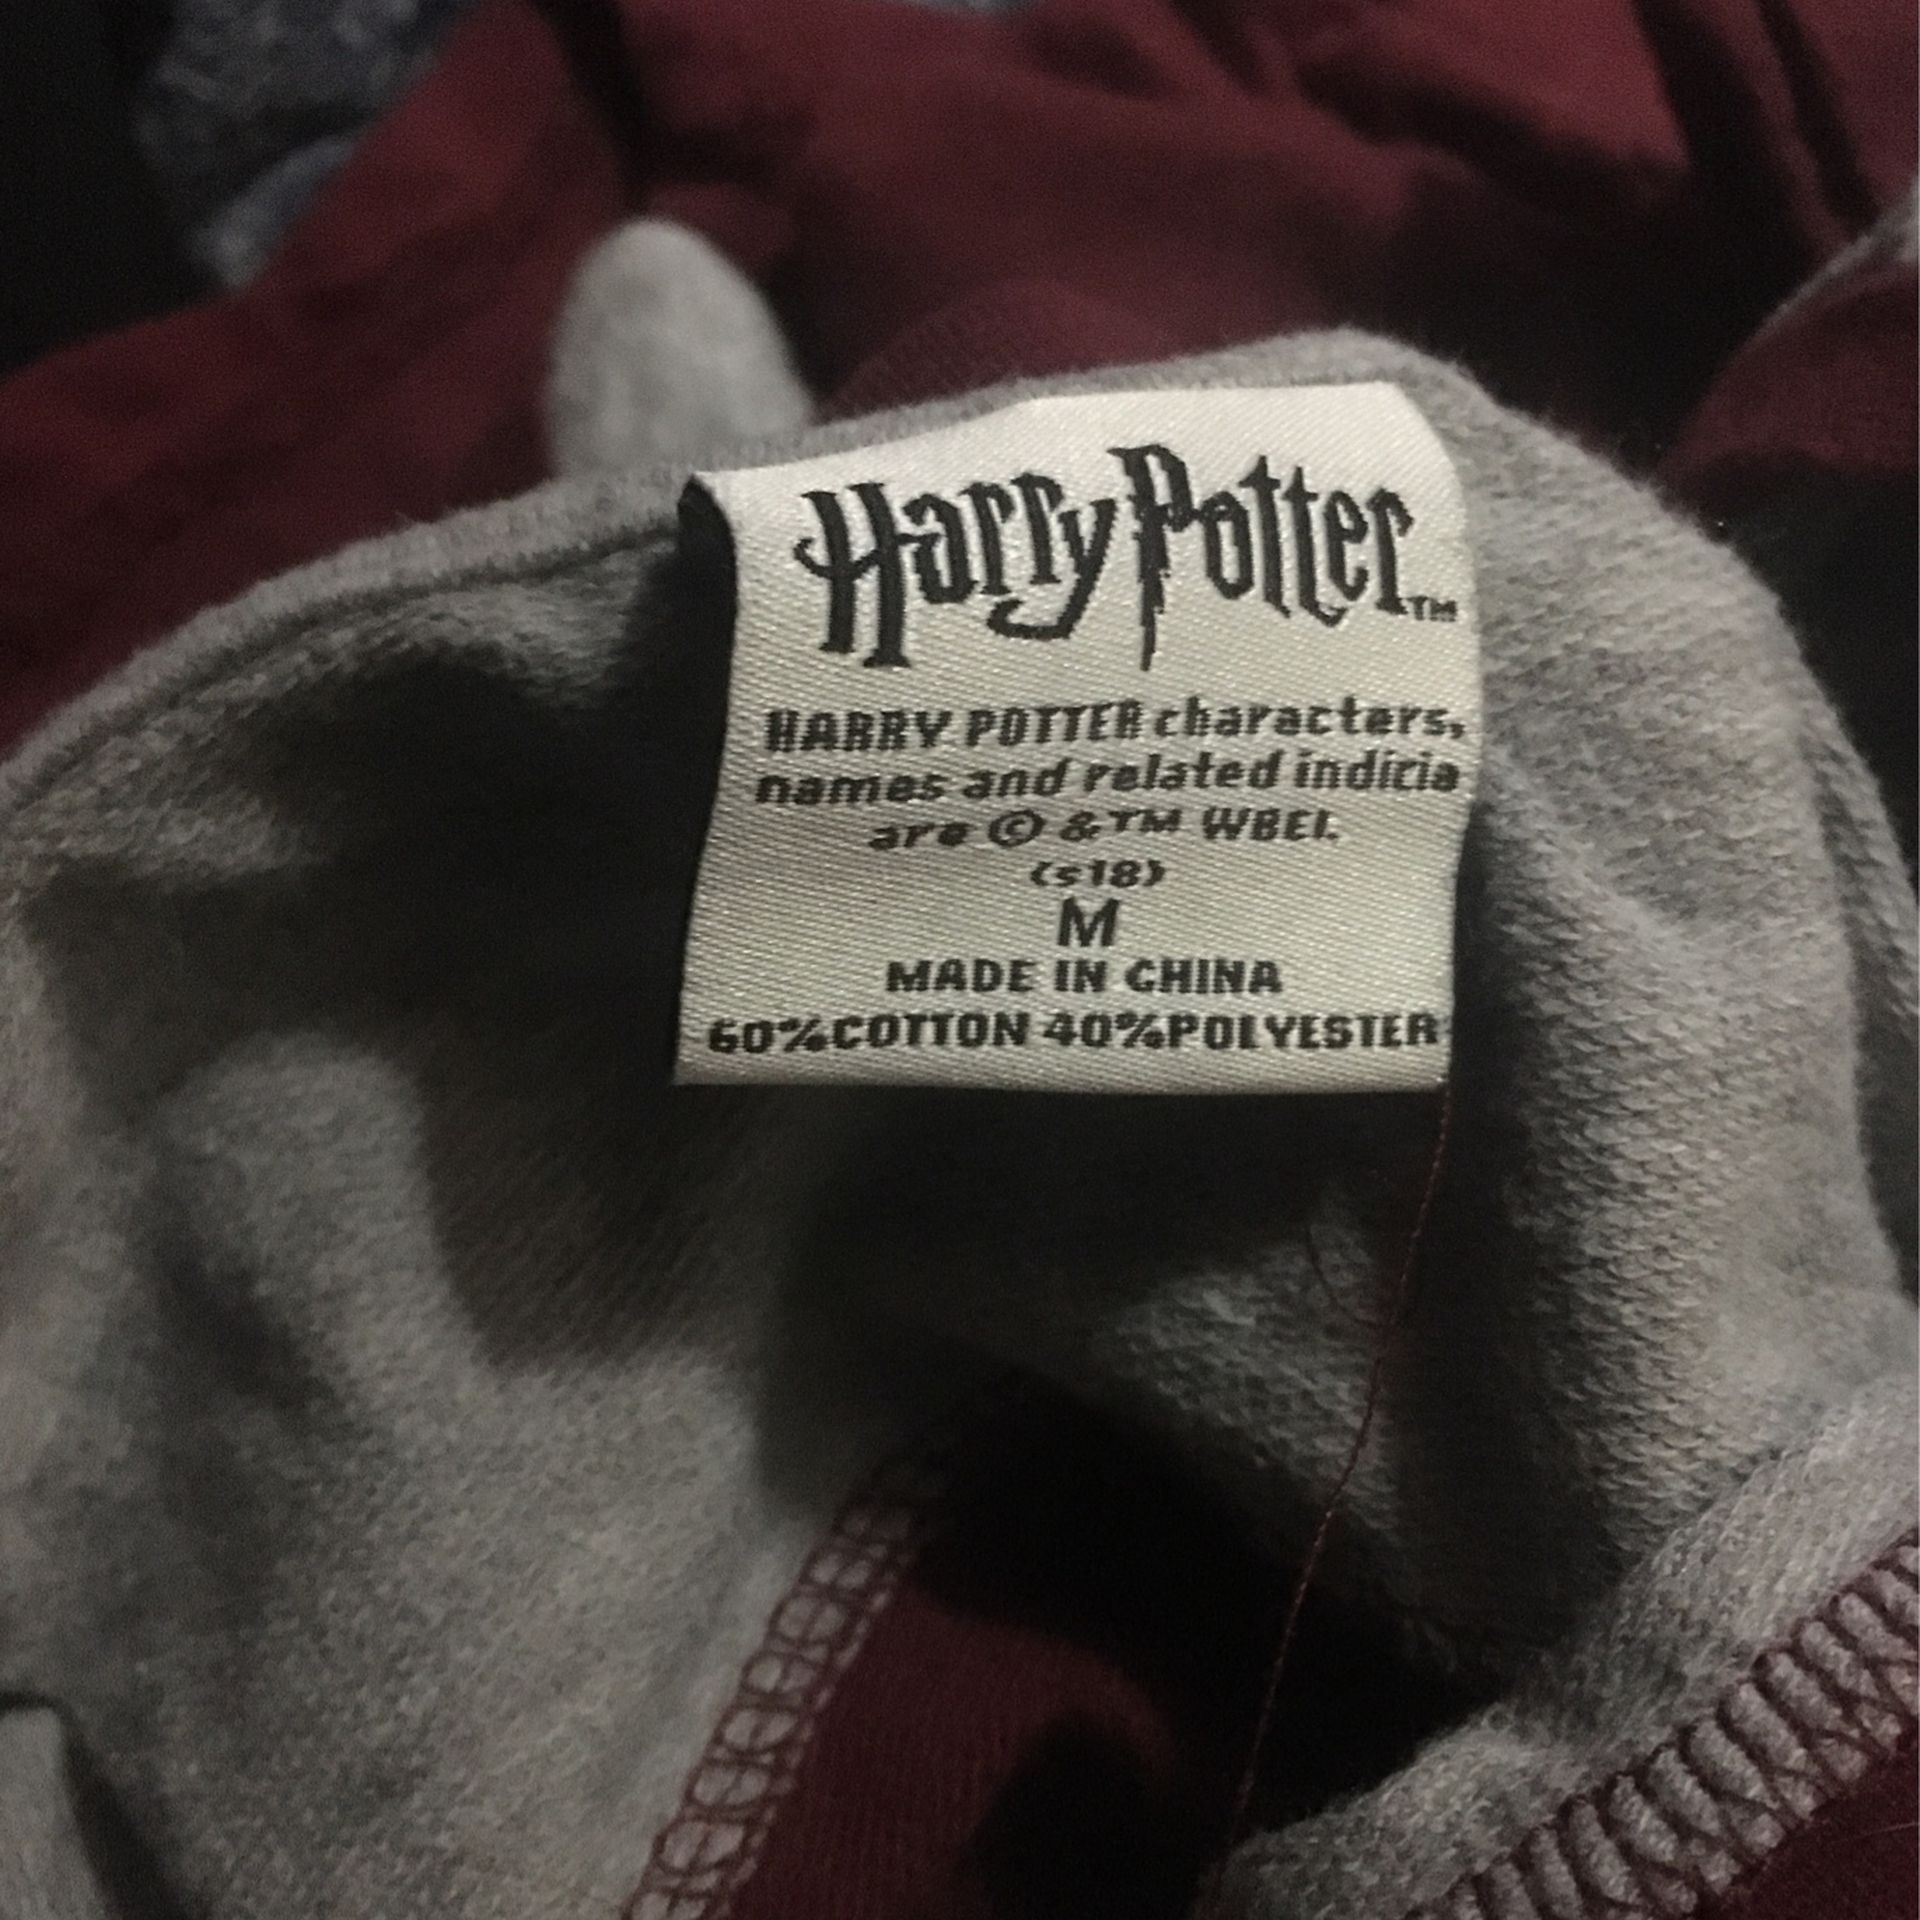 Harry Potter™
HARRY POTTER characters,
names and related indicia
are © & TM WBEI.
(s18)
M
MADE IN CHINA
60%COTTON 40%POLYESTER